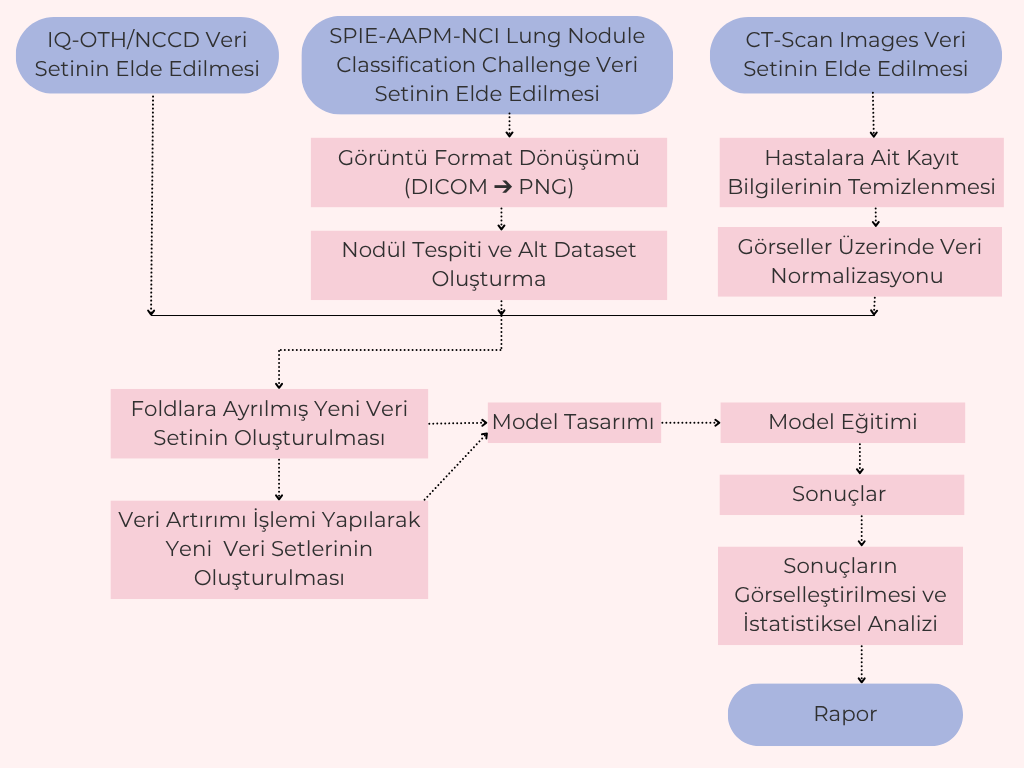 IQ-OTH/NCCD Veri
Setinin Elde Edilmesi
SPIE-AAPM-NCI Lung Nodule
Classification Challenge Veri
Setinin Elde Edilmesi
CT-Scan Images Veri
Setinin Elde Edilmesi
Görüntü Format Dönüşümü
(DICOM ➔ PNG)
Hastalara Ait Kayıt
Bilgilerinin Temizlenmesi
Nodül Tespiti ve Alt Dataset
Oluşturma
Görseller Üzerinde Veri
Normalizasyonu
Foldlara Ayrılmış Yeni Veri
Setinin Oluşturulması
Model Tasarımı
Model Eğitimi
Veri Artırımı İşlemi Yapılarak
Yeni  Veri Setlerinin
Oluşturulması
Sonuçlar
Sonuçların
Görselleştirilmesi ve
İstatistiksel Analizi
Rapor